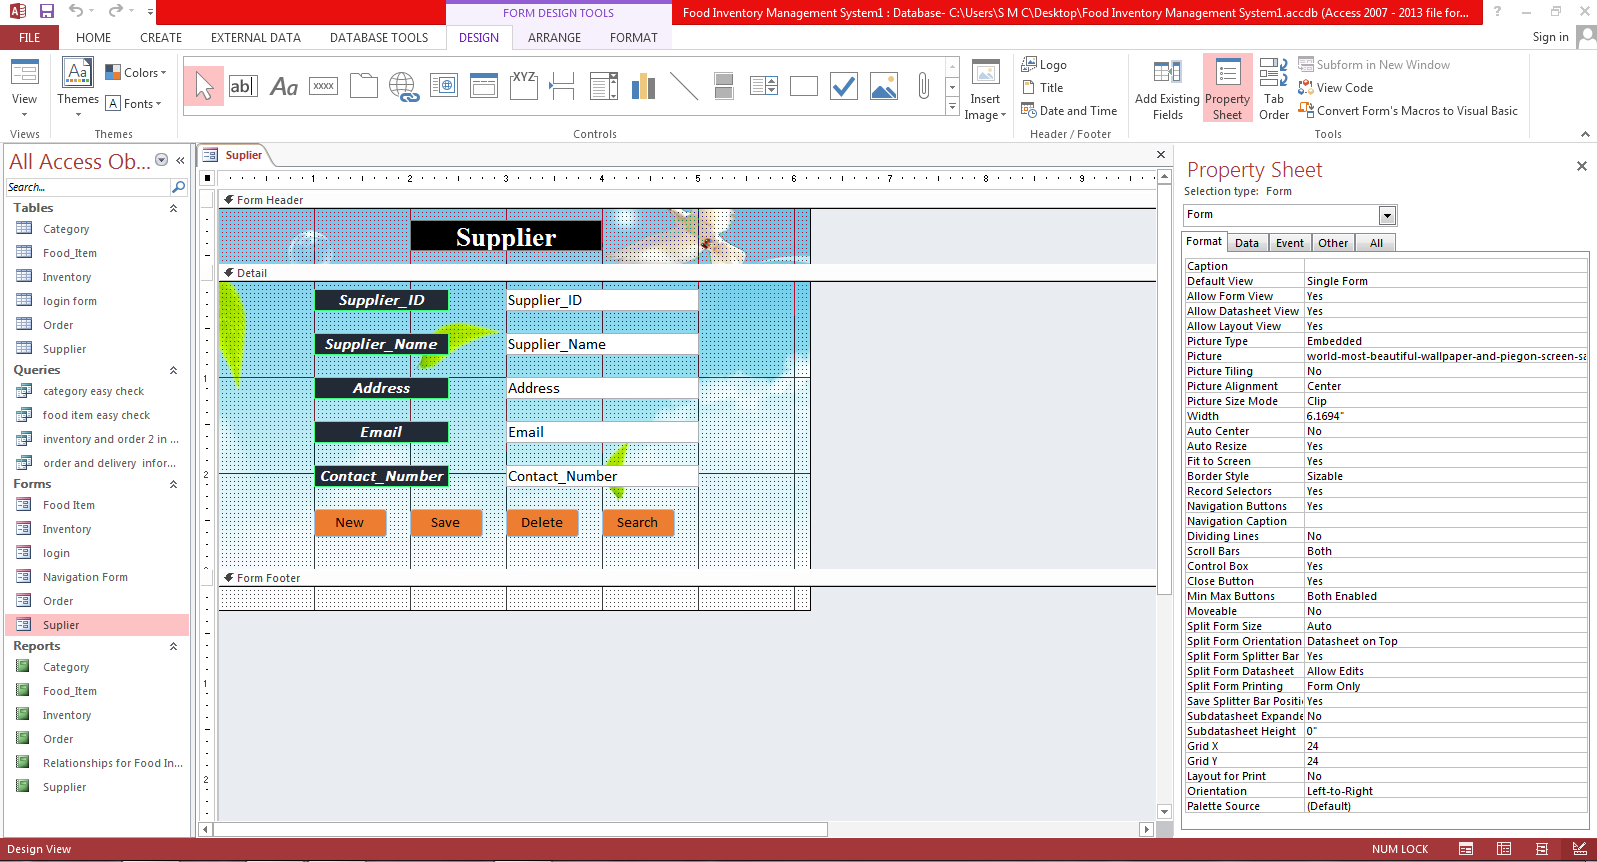 FORM DESIGN TOOLS
Food Inventory Management System1 : Database- C:\Users\S M C\Desktop\Food Inventory Management System1.accdb (Access 2007 - 2013 file for...
?
FILE HOME CREATE EXTERNAL DATA DATABASE TOOLS DESIGN ARRANGE FORMAT
Sign in
View
Views
Aa
Themes
Colors
A Fonts
Themes
ab|
Aa
xxxx
XYZ
Controls
Insert
Image
Logo
Title
Date and Time
Header / Footer
Add Existing
Fields
Property
Sheet
Tab
Order
Subform in New Window
View Code
Convert Form's Macros to Visual Basic
Tools
All Access Ob...
Search...
Tables
Category
Food_Item
Inventory
login form
Order
Supplier
Queries
category easy check
food item easy check
inventory and order 2 in ...
order and delivery infor...
Forms
Food Item
Inventory
login
Navigation Form
Order
Suplier
Reports
Category
Food_Item
Inventory
Order
Relationships for Food In...
Supplier
Suplier
1 2 3 4 5 6 7 8 9
Form Header
Supplier
Detail
Supplier_ID Supplier_ID
Supplier_Name Supplier_Name
1
Address Address
Email Email
2
Contact_Number Contact_Number
New Save Delete Search
Form Footer
1
2
Property Sheet
Selection type: Form
Form
Format Data Event Other All
Caption
Default View Single Form
Allow Form View Yes
Allow Datasheet View Yes
Allow Layout View Yes
Picture Type Embedded
Picture world-most-beautiful-wallpaper-and-piegon-screen-sa
Picture Tiling No
Picture Alignment Center
Picture Size Mode Clip
Width 6.1694"
Auto Center No
Auto Resize Yes
Fit to Screen Yes
Border Style Sizable
Record Selectors Yes
Navigation Buttons Yes
Navigation Caption
Dividing Lines No
Scroll Bars Both
Control Box Yes
Close Button Yes
Min Max Buttons Both Enabled
Moveable No
Split Form Size Auto
Split Form Orientation Datasheet on Top
Split Form Splitter Bar Yes
Split Form Datasheet Allow Edits
Split Form Printing Form Only
Save Splitter Bar Positi Yes
Subdatasheet Expande No
Subdatasheet Height 0"
Grid X 24
Grid Y 24
Layout for Print No
Orientation Left-to-Right
Palette Source (Default)
Design View
NUM LOCK